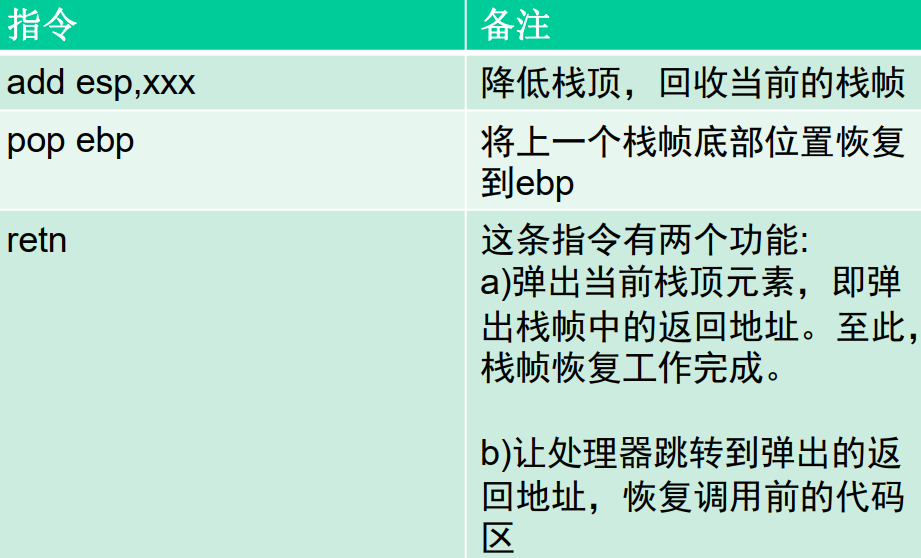 指令
备注
add esp,xxx
降低栈顶，回收当前的栈帧
pop ebp
将上一个栈帧底部位置恢复
到ebp
retn
这条指令有两个功能:
a)弹出当前栈顶元素，即弹
出栈帧中的返回地址。至此，
栈帧恢复工作完成。
b)让处理器跳转到弹出的返
回地址，恢复调用前的代码
区